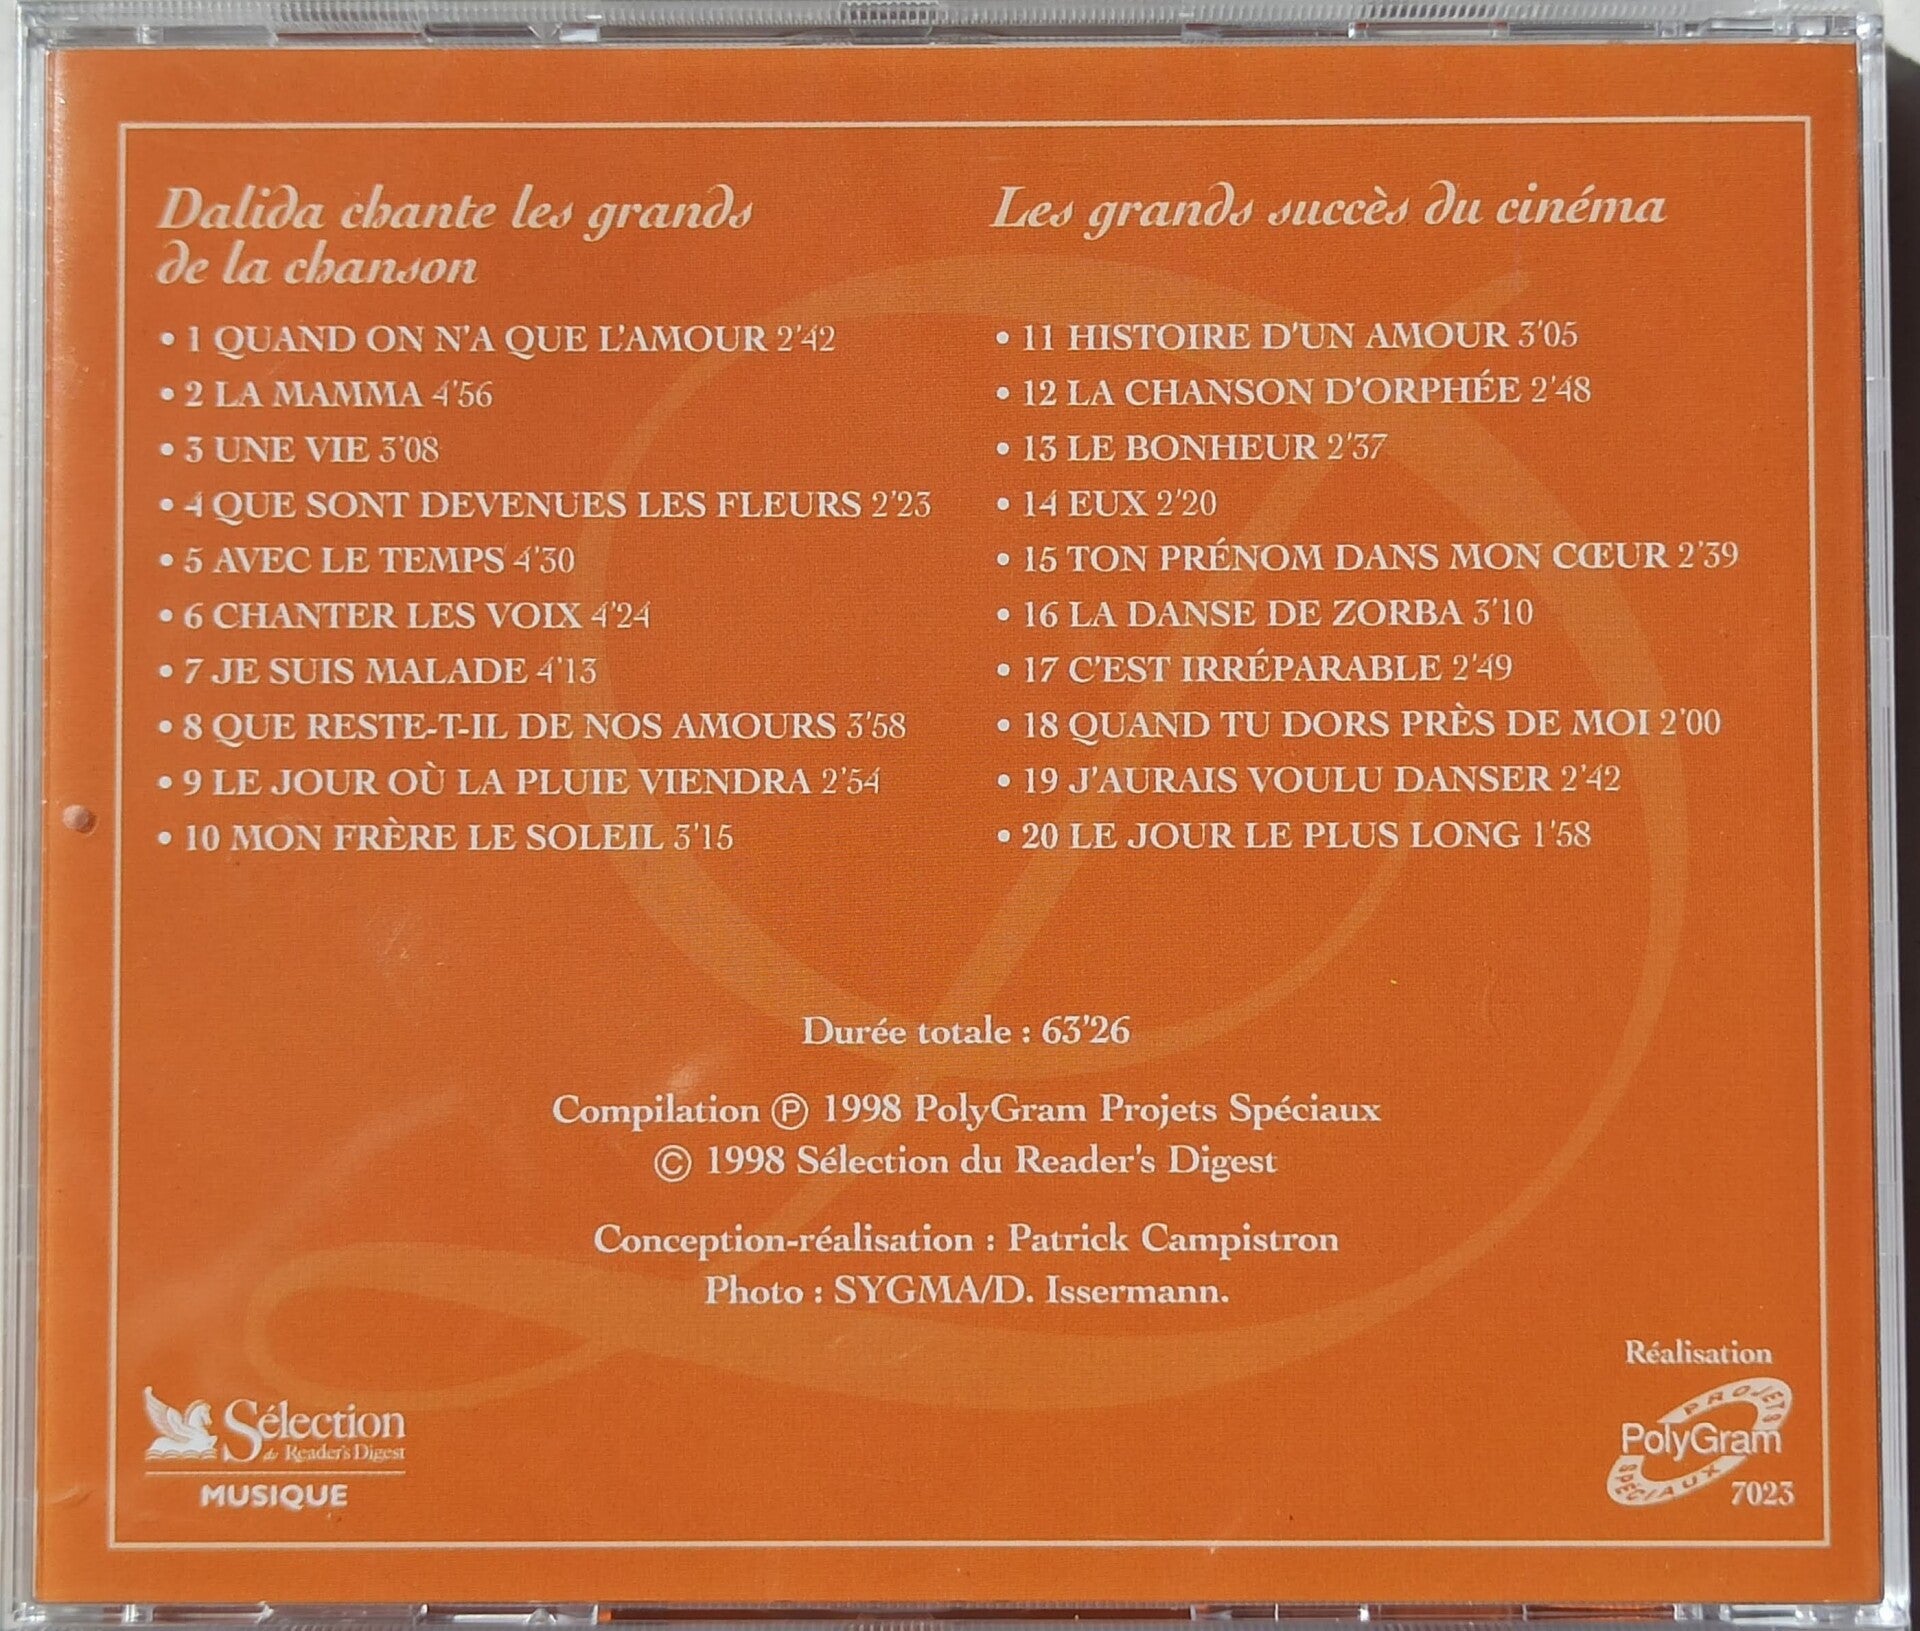 Dalida chante les grands
de la chanson
• 1 QUAND ON N'A QUE L'AMOUR 2'42
• 2 LA MAMMA 4'56
• 3 UNE VIE 3'08
• 4 QUE SONT DEVENUES LES FLEURS 2'23
• 5 AVEC LE TEMPS 4'30
• 6 CHANTER LES VOIX 4'24
• 7 JE SUIS MALADE 4'13
• 8 QUE RESTE-T-IL DE NOS AMOURS 3'58
• 9 LE JOUR OÙ LA PLUIE VIENDRA 2'54
• 10 MON FRÈRE LE SOLEIL 3'15
Les grands succès du cinéma
• 11 HISTOIRE D'UN AMOUR 3'05
• 12 LA CHANSON D'ORPHÉE 2'48
• 13 LE BONHEUR 2'37
• 14 EUX 2'20
• 15 TON PRÉNOM DANS MON CŒUR 2'39
• 16 LA DANSE DE ZORBA 3'10
• 17 C'EST IRRÉPARABLE 2'49
• 18 QUAND TU DORS PRÈS DE MOI 2'00
• 19 J'AURAIS VOULU DANSER 2'42
• 20 LE JOUR LE PLUS LONG 1'58
Durée totale : 63'26
Compilation ℗ 1998 PolyGram Projets Spéciaux
© 1998 Sélection du Reader's Digest
Conception-réalisation : Patrick Campistron
Photo : SYGMA/D. Issermann.
Sélection
du Reader's Digest
MUSIQUE
Réalisation
PROJETS
PolyGram
SPÉCIAUX
7023